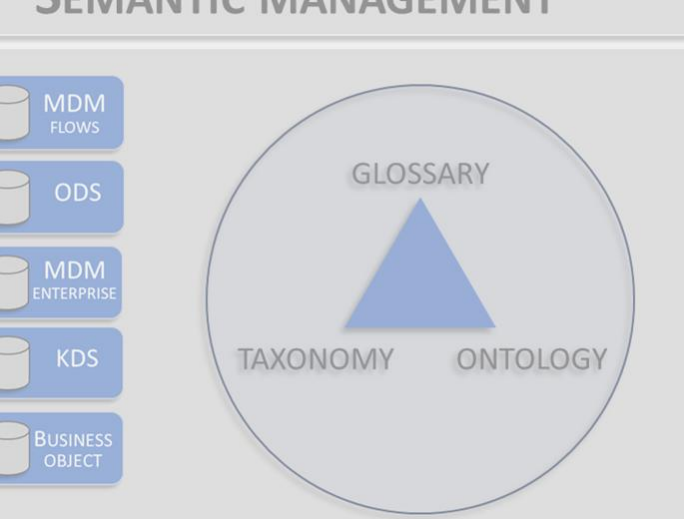 SEMANTIC MANAGEMENT
MDM
FLOWS
ODS
MDM
ENTERPRISE
KDS
BUSINESS
OBJECT
GLOSSARY
TAXONOMY ONTOLOGY